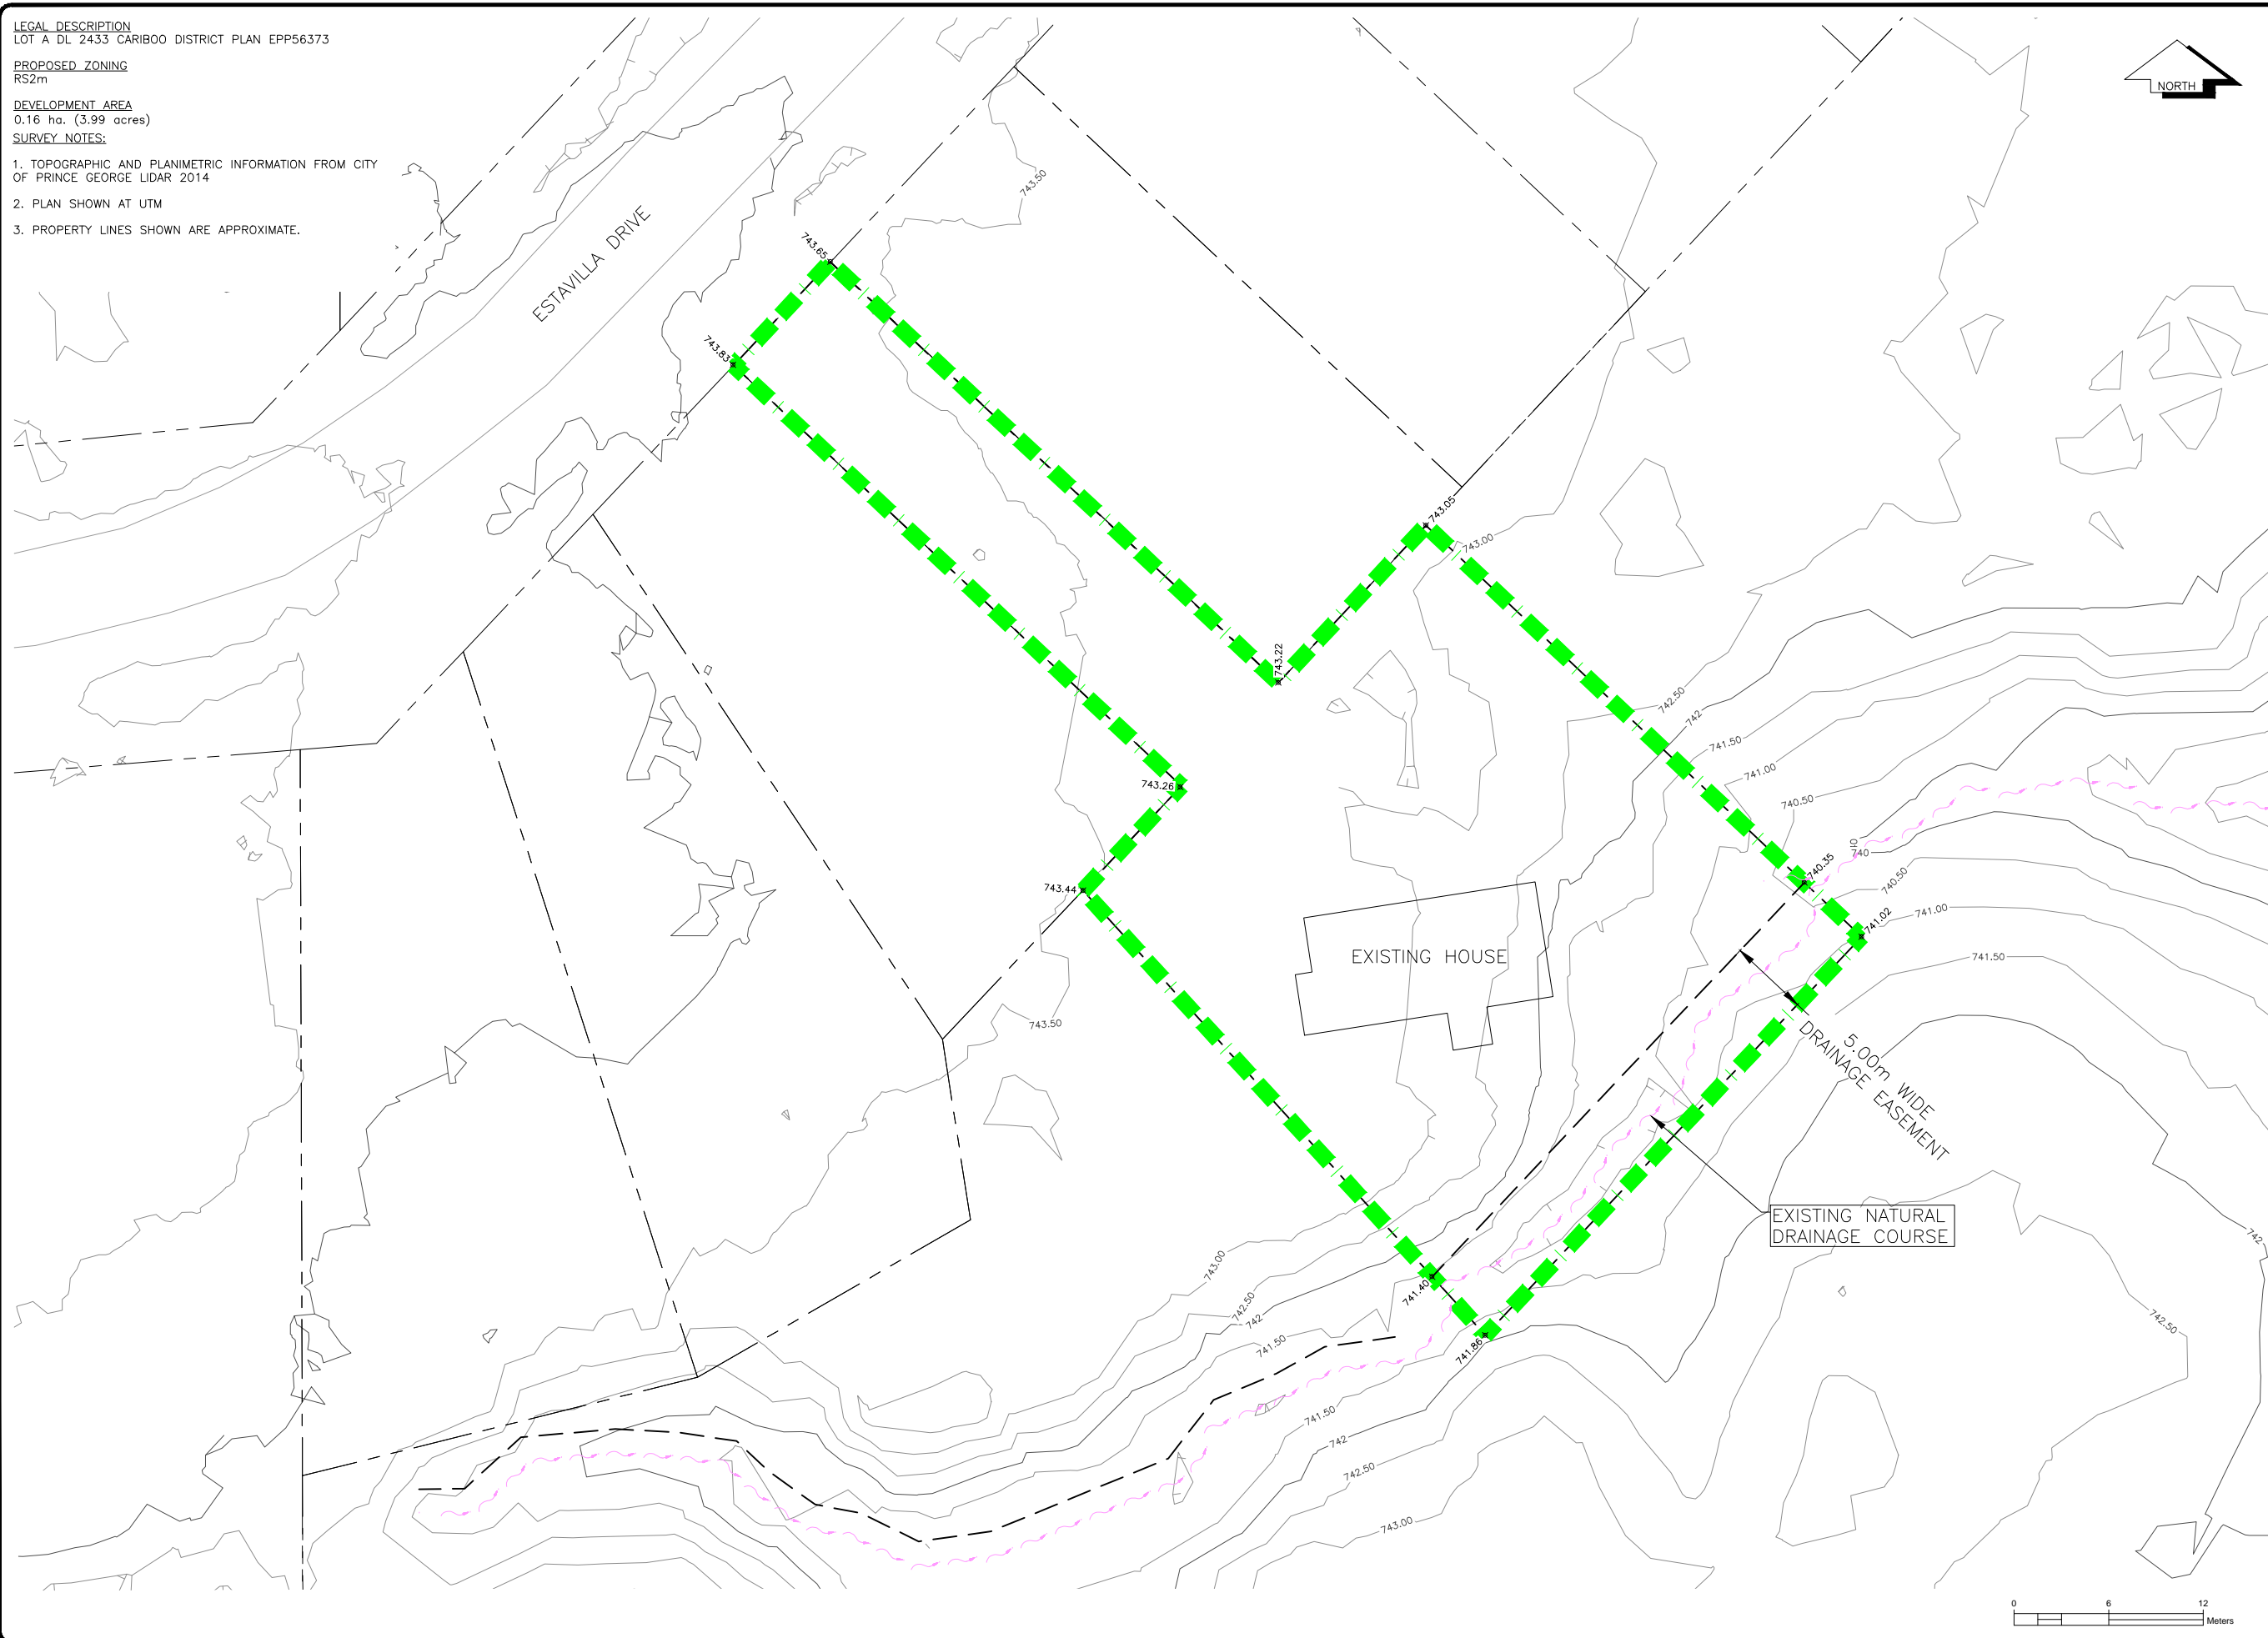 LEGAL DESCRIPTION
LOT A DL 2433 CARIBOO DISTRICT PLAN EPP56373
PROPOSED ZONING
RS2m
DEVELOPMENT AREA
0.16 ha. (3.99 acres)
SURVEY NOTES:
1. TOPOGRAPHIC AND PLANIMETRIC INFORMATION FROM CITY
OF PRINCE GEORGE LIDAR 2014
2. PLAN SHOWN AT UTM
3. PROPERTY LINES SHOWN ARE APPROXIMATE.
NORTH
ESTAVILLA DRIVE
743.50
743.65
743.83
743.05
743.00
743.22
742.50
742
741.50
741.00
740.50
743.26
740
740.35
740.50
743.44
741.02
741.00
EXISTING HOUSE
741.50
743.50
5.00m WIDE
DRAINAGE EASEMENT
EXISTING NATURAL
DRAINAGE COURSE
742
743.00
742.50
742
741.50
741.40
741.86
742.50
741.50
742
742.50
743.00
0 6 12
Meters